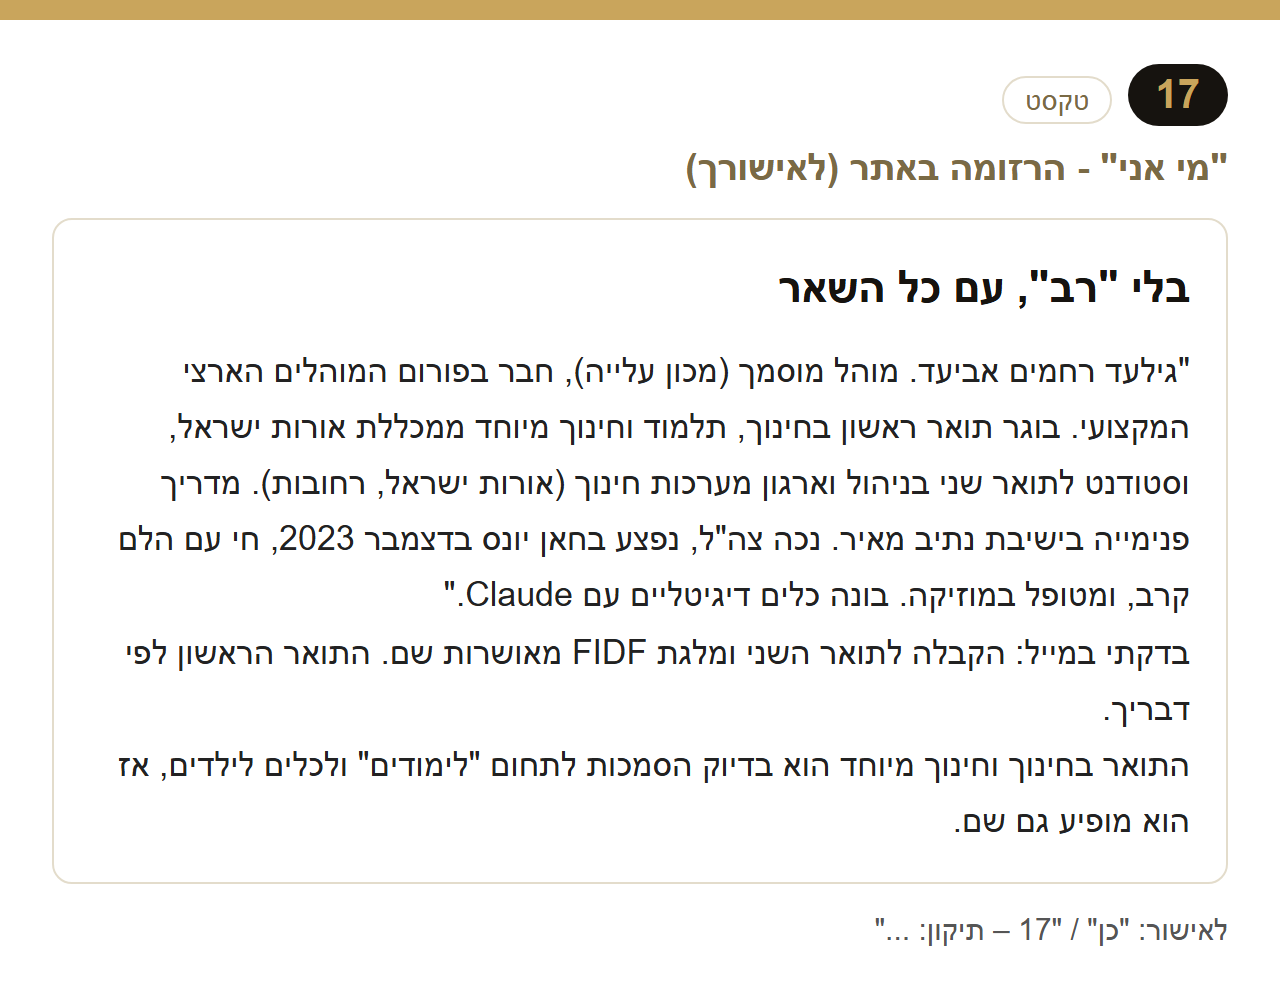 17
טקסט
"מי אני" - הרזומה באתר (לאישורך)
בלי "רב", עם כל השאר
"גילעד רחמים אביעד. מוהל מוסמך (מכון עלייה), חבר בפורום המוהלים הארצי
המקצועי. בוגר תואר ראשון בחינוך, תלמוד וחינוך מיוחד ממכללת אורות ישראל,
וסטודנט לתואר שני בניהול וארגון מערכות חינוך (אורות ישראל, רחובות). מדריך
פנימייה בישיבת נתיב מאיר. נכה צה"ל, נפצע בחאן יונס בדצמבר 2023, חי עם הלם
קרב, ומטופל במוזיקה. בונה כלים דיגיטליים עם Claude."
בדקתי במייל: הקבלה לתואר השני ומלגת FIDF מאושרות שם. התואר הראשון לפי
דבריך.
התואר בחינוך וחינוך מיוחד הוא בדיוק הסמכות לתחום "לימודים" ולכלים לילדים, אז
הוא מופיע גם שם.
לאישור: "כן" / "17 – תיקון: ..."